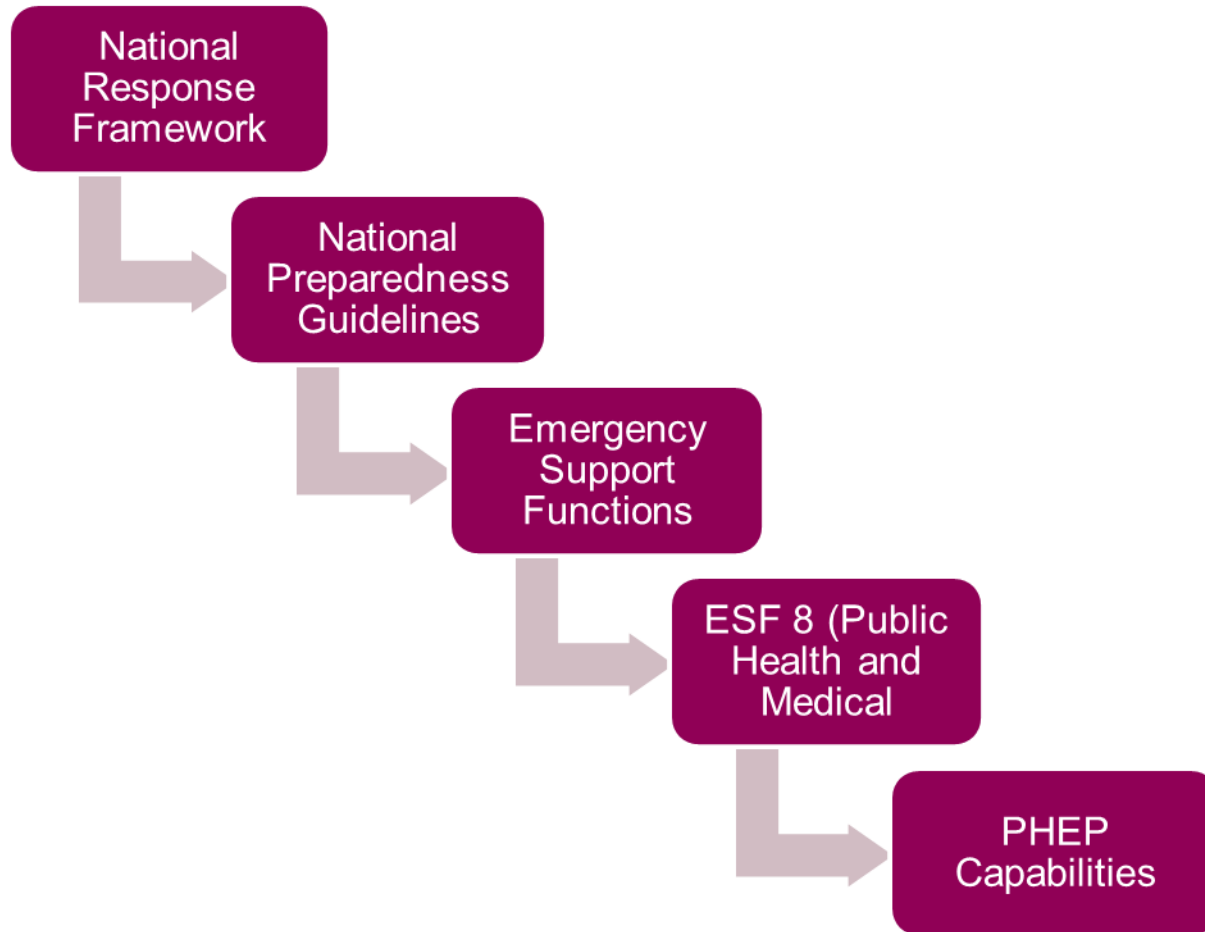 National
Response
Framework
National
Preparedness
Guidelines
Emergency
Support
Functions
ESF 8 (Public
Health and
Medical
PHEP
Capabilities